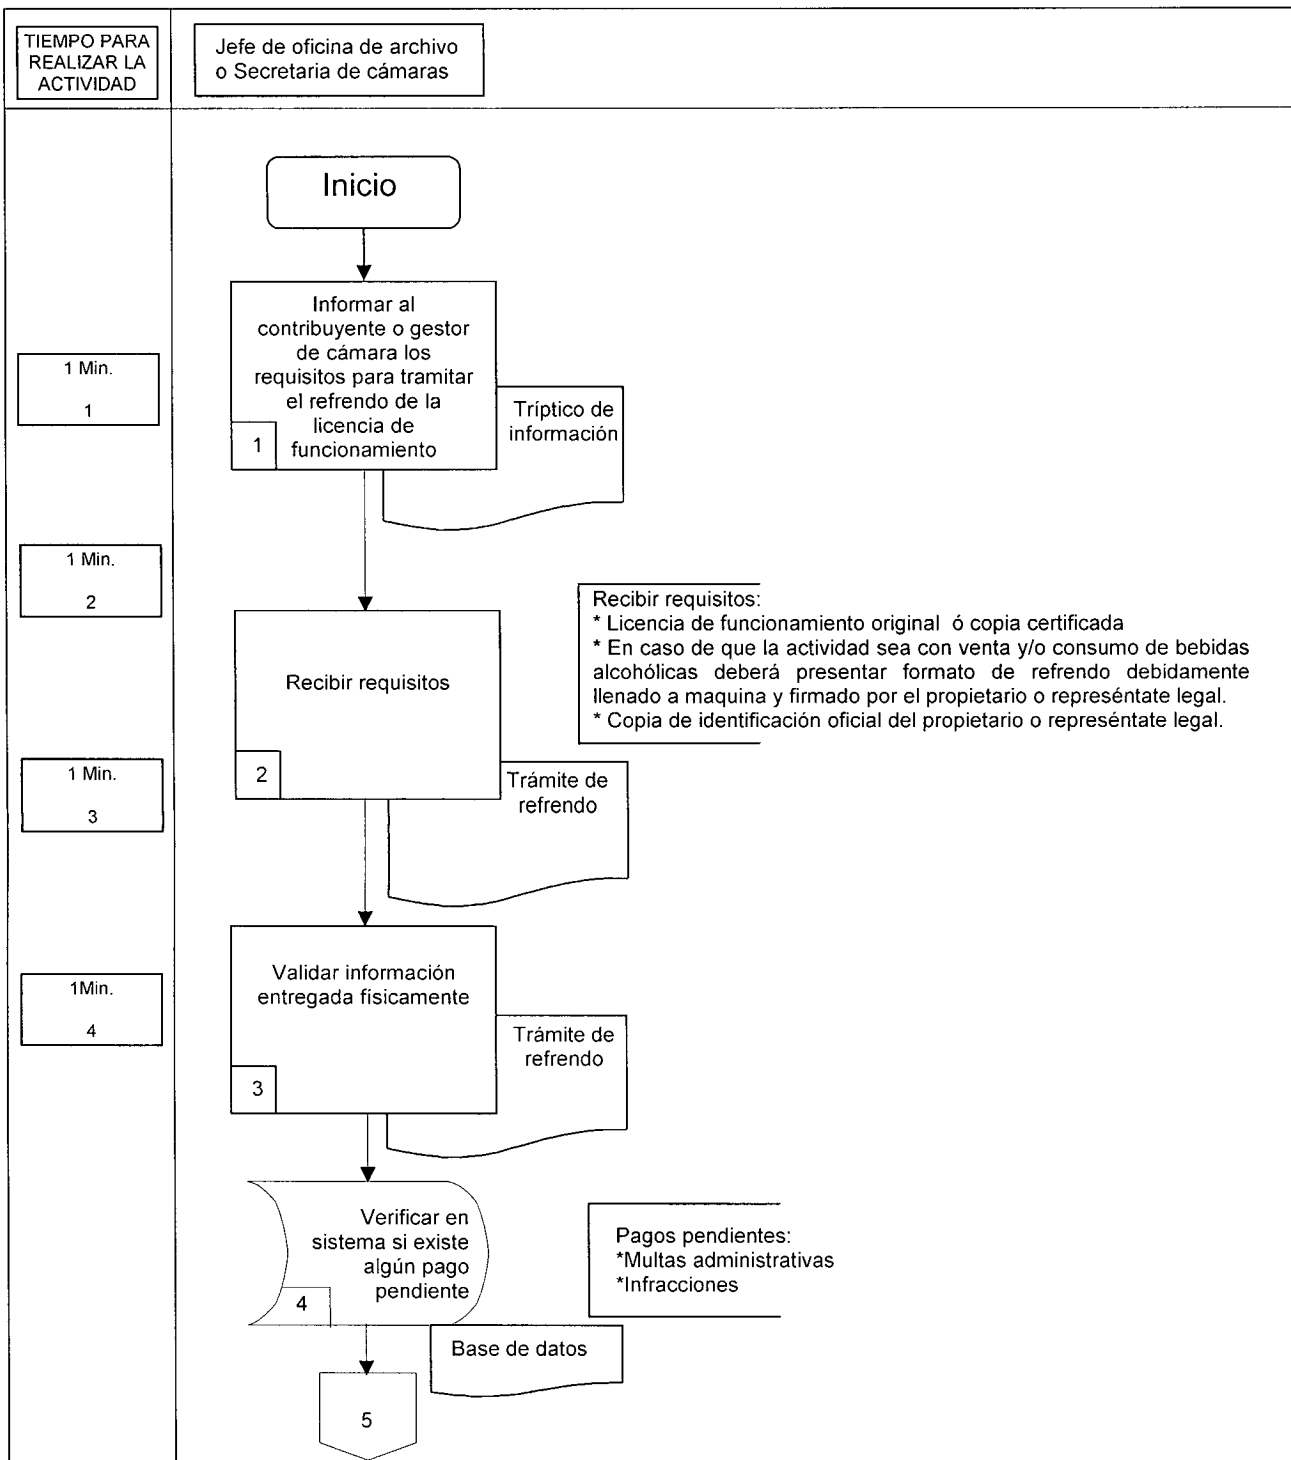 TIEMPO PARA
REALIZAR LA
ACTIVIDAD
Jefe de oficina de archivo
o Secretaria de cámaras
Inicio
Informar al
contribuyente o gestor
de cámara los
requisitos para tramitar
el refrendo de la
licencia de
funcionamiento
1
Tríptico de
información
1 Min.
1
1 Min.
2
Recibir requisitos
2
Trámite de
refrendo
Recibir requisitos:
* Licencia de funcionamiento original ó copia certificada
* En caso de que la actividad sea con venta y/o consumo de bebidas
alcohólicas deberá presentar formato de refrendo debidamente
llenado a maquina y firmado por el propietario o represéntate legal.
* Copia de identificación oficial del propietario o represéntate legal.
1 Min.
3
Validar información
entregada fisicamente
3
Trámite de
refrendo
1Min.
4
Verificar en
sistema si existe
algún pago
pendiente
4
Base de datos
Pagos pendientes:
*Multas administrativas
*Infracciones
5